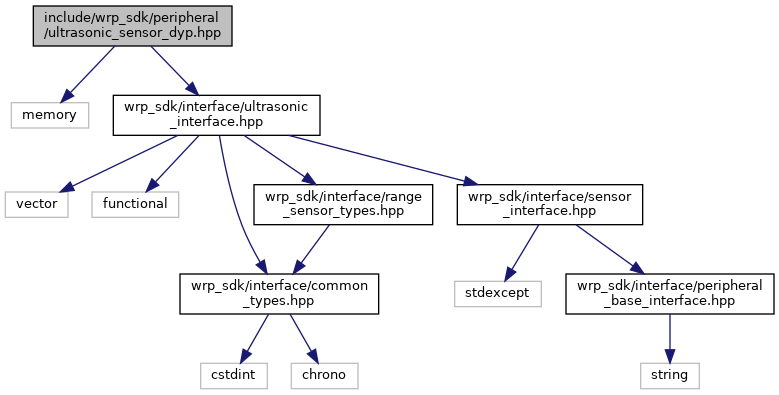 include/wrp_sdk/peripheral
/ultrasonic_sensor_dyp.hpp
memory
wrp_sdk/interface/ultrasonic
_interface.hpp
vector
functional
wrp_sdk/interface/range
_sensor_types.hpp
wrp_sdk/interface/sensor
_interface.hpp
wrp_sdk/interface/common
_types.hpp
stdexcept
wrp_sdk/interface/peripheral
_base_interface.hpp
cstdint
chrono
string